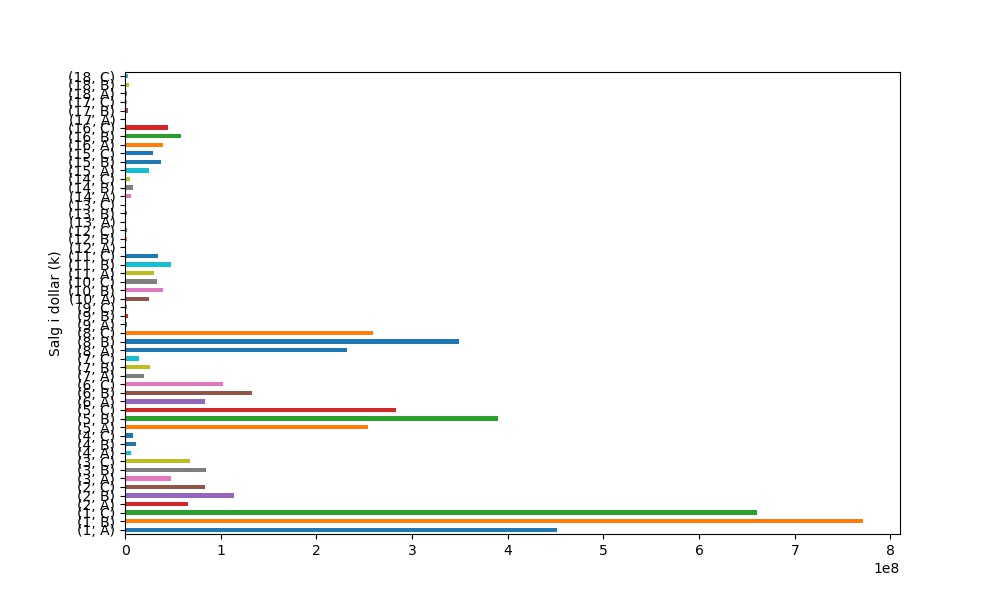 (18, C)
(18, B)
(18, A)
(17, C)
(17, B)
(17, A)
(16, C)
(16, B)
(16, A)
(15, C)
(15, B)
(15, A)
(14, C)
(14, B)
(14, A)
(13, C)
(13, B)
(13, A)
(12, C)
(12, B)
(12, A)
(11, C)
(11, B)
(11, A)
(10, C)
(10, B)
(10, A)
(9, C)
(9, B)
(9, A)
(8, C)
(8, B)
(8, A)
(7, C)
(7, B)
(7, A)
(6, C)
(6, B)
(6, A)
(5, C)
(5, B)
(5, A)
(4, C)
(4, B)
(4, A)
(3, C)
(3, B)
(3, A)
(2, C)
(2, B)
(2, A)
(1, C)
(1, B)
(1, A)
Salg i dollar (k)
0 1 2 3 4 5 6 7 8
1e8